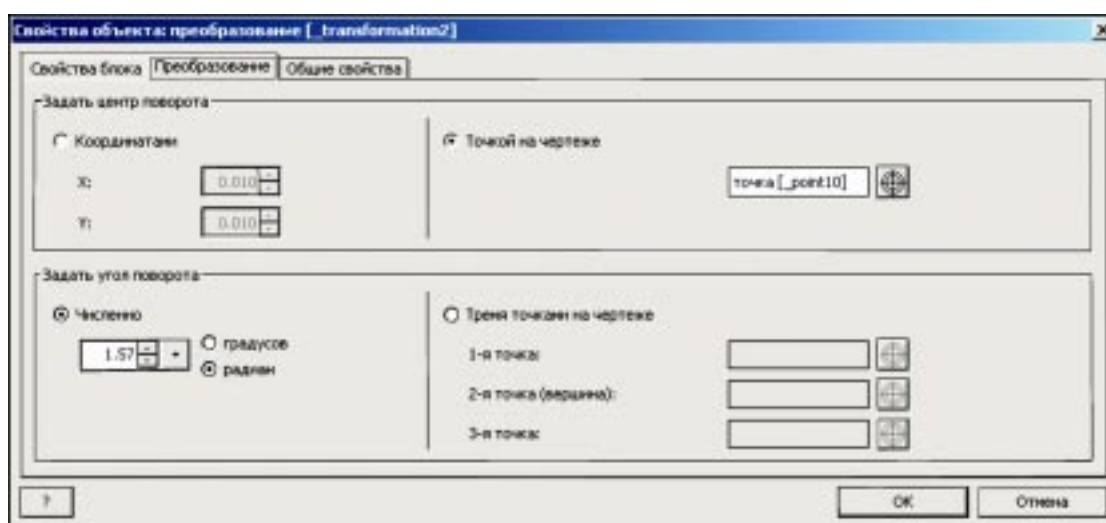 Свойства объекта: преобразование [_transformation2]
Свойства блока Преобразование Общие свойства
Задать центр поворота
Координатами Точкой на чертеже
X: 0.010 точка [_point10]
Y: 0.010
Задать угол поворота
Численно Тремя точками на чертеже
1.57 градусов 1-я точка:
радиан
2-я точка (вершина):
3-я точка:
? OK Отмена